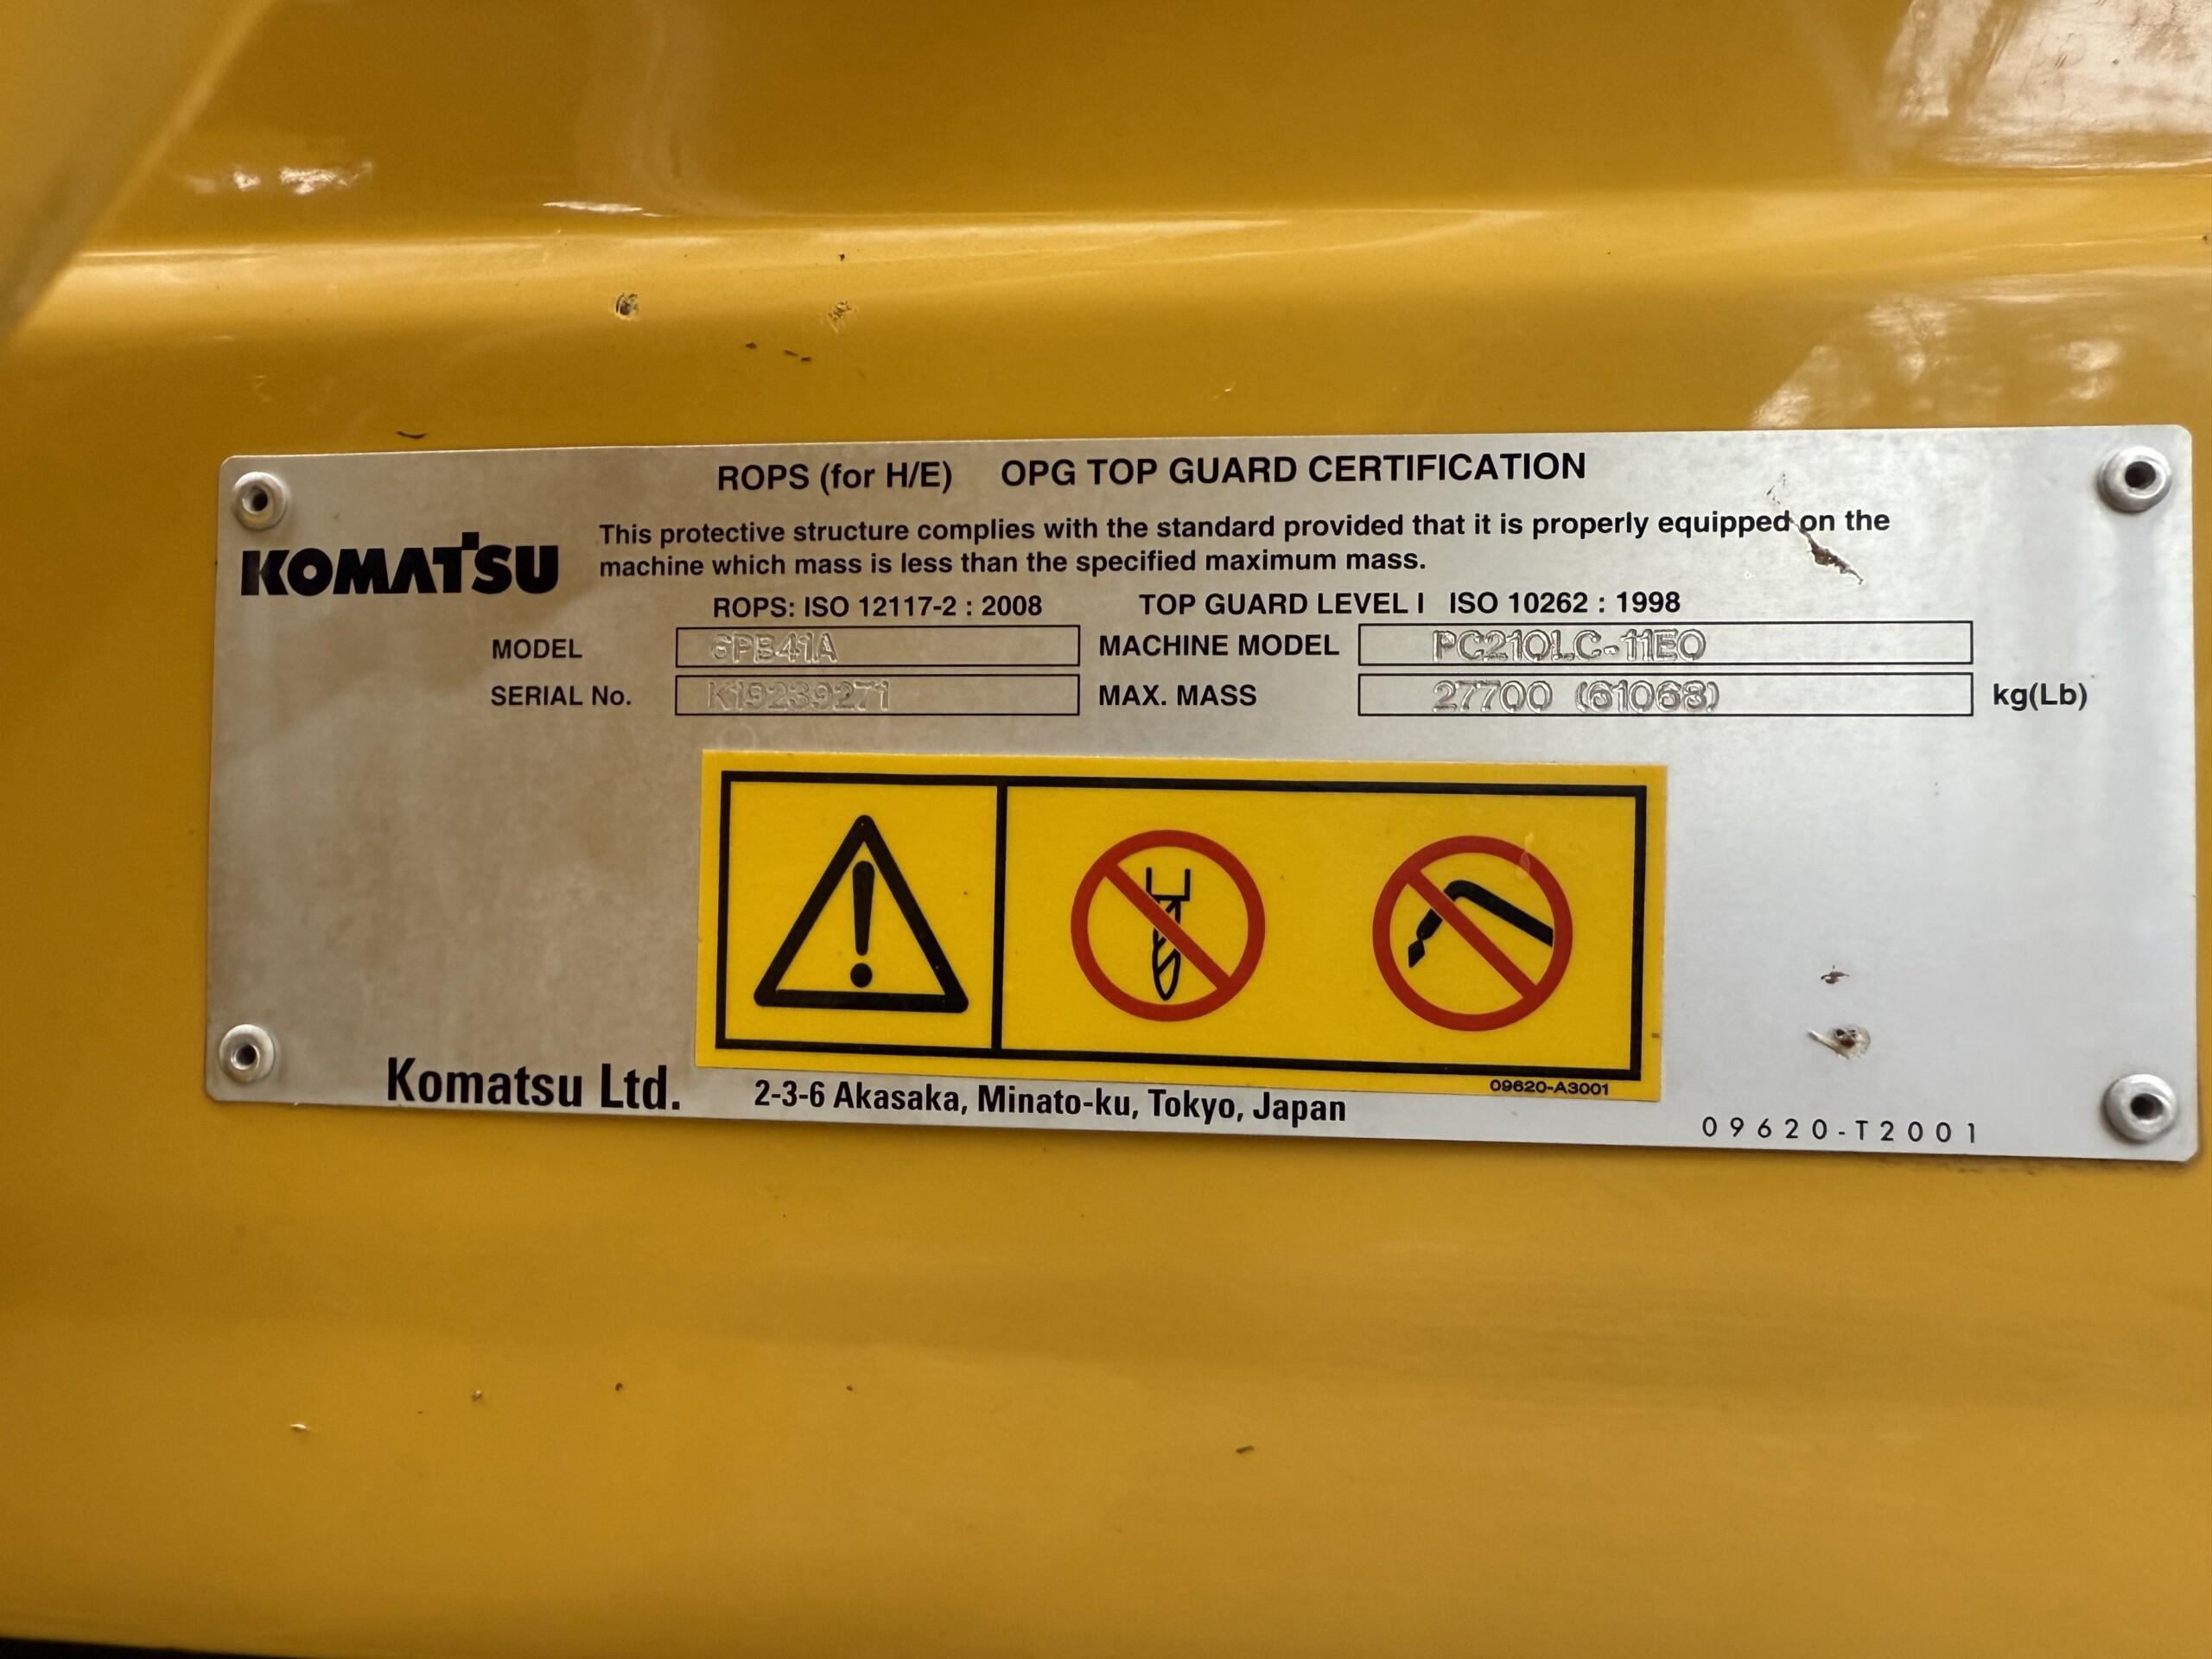 ROPS (for H/E) OPG TOP GUARD CERTIFICATION
KOMATSU
This protective structure complies with the standard provided that it is properly equipped on the
machine which mass is less than the specified maximum mass.
ROPS: ISO 12117-2 : 2008 TOP GUARD LEVEL I ISO 10262 : 1998
MODEL MACHINE MODEL PC210LC-11E0
SERIAL No. K19239271 MAX. MASS 27700 (61068) kg(Lb)
09620-A3001
Komatsu Ltd. 2-3-6 Akasaka, Minato-ku, Tokyo, Japan
09620-T2001